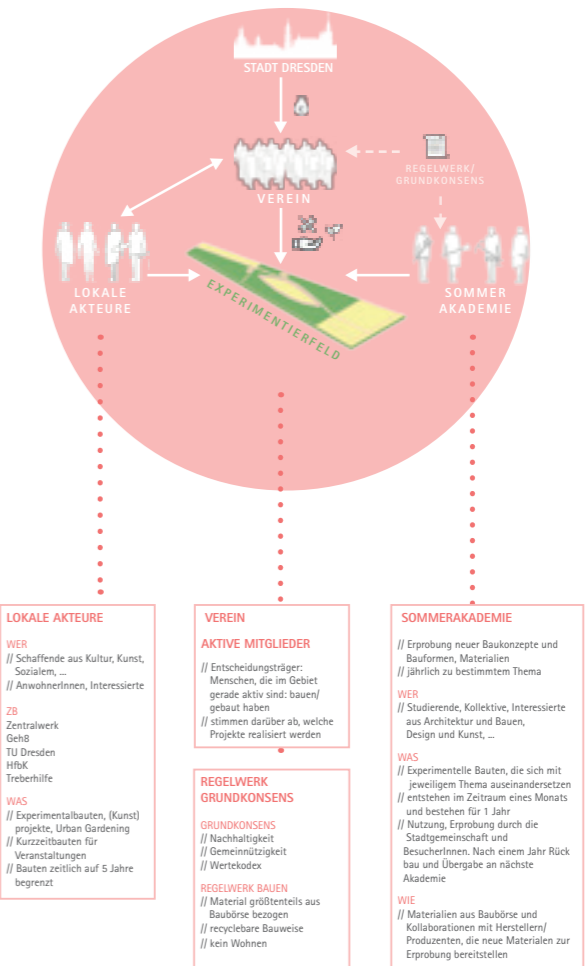 STADT DRESDEN
VEREIN
REGELWERK/
GRUNDKONSENS
LOKALE
AKTEURE
EXPERIMENTIERFELD
SOMMER
AKADEMIE
LOKALE AKTEURE
WER
// Schaffende aus Kultur, Kunst,
Sozialem, ...
// AnwohnerInnen, Interessierte
ZB
Zentralwerk
Geh8
TU Dresden
HfbK
Treberhilfe
WAS
// Experimentalbauten, (Kunst)
projekte, Urban Gardening
// Kurzzeitbauten für
Veranstaltungen
// Bauten zeitlich auf 5 Jahre
begrenzt
VEREIN
AKTIVE MITGLIEDER
// Entscheidungsträger:
Menschen, die im Gebiet
gerade aktiv sind: bauen/
gebaut haben
// stimmen darüber ab, welche
Projekte realisiert werden
REGELWERK
GRUNDKONSENS
GRUNDKONSENS
// Nachhaltigkeit
// Gemeinnützigkeit
// Wertekodex
REGELWERK BAUEN
// Material größtenteils aus
Baubörse bezogen
// recyclebare Bauweise
// kein Wohnen
SOMMERAKADEMIE
// Erprobung neuer Baukonzepte und
Bauformen, Materialien
// jährlich zu bestimmtem Thema
WER
// Studierende, Kollektive, Interessierte
aus Architektur und Bauen,
Design und Kunst, ...
WAS
// Experimentelle Bauten, die sich mit
jeweiligem Thema auseinandersetzen
// entstehen im Zeitraum eines Monats
und bestehen für 1 Jahr
// Nutzung, Erprobung durch die
Stadtgemeinschaft und
BesucherInnen. Nach einem Jahr Rück
bau und Übergabe an nächste
Akademie
WIE
// Materialien aus Baubörse und
Kollaborationen mit Herstellern/
Produzenten, die neue Materialen zur
Erprobung bereitstellen